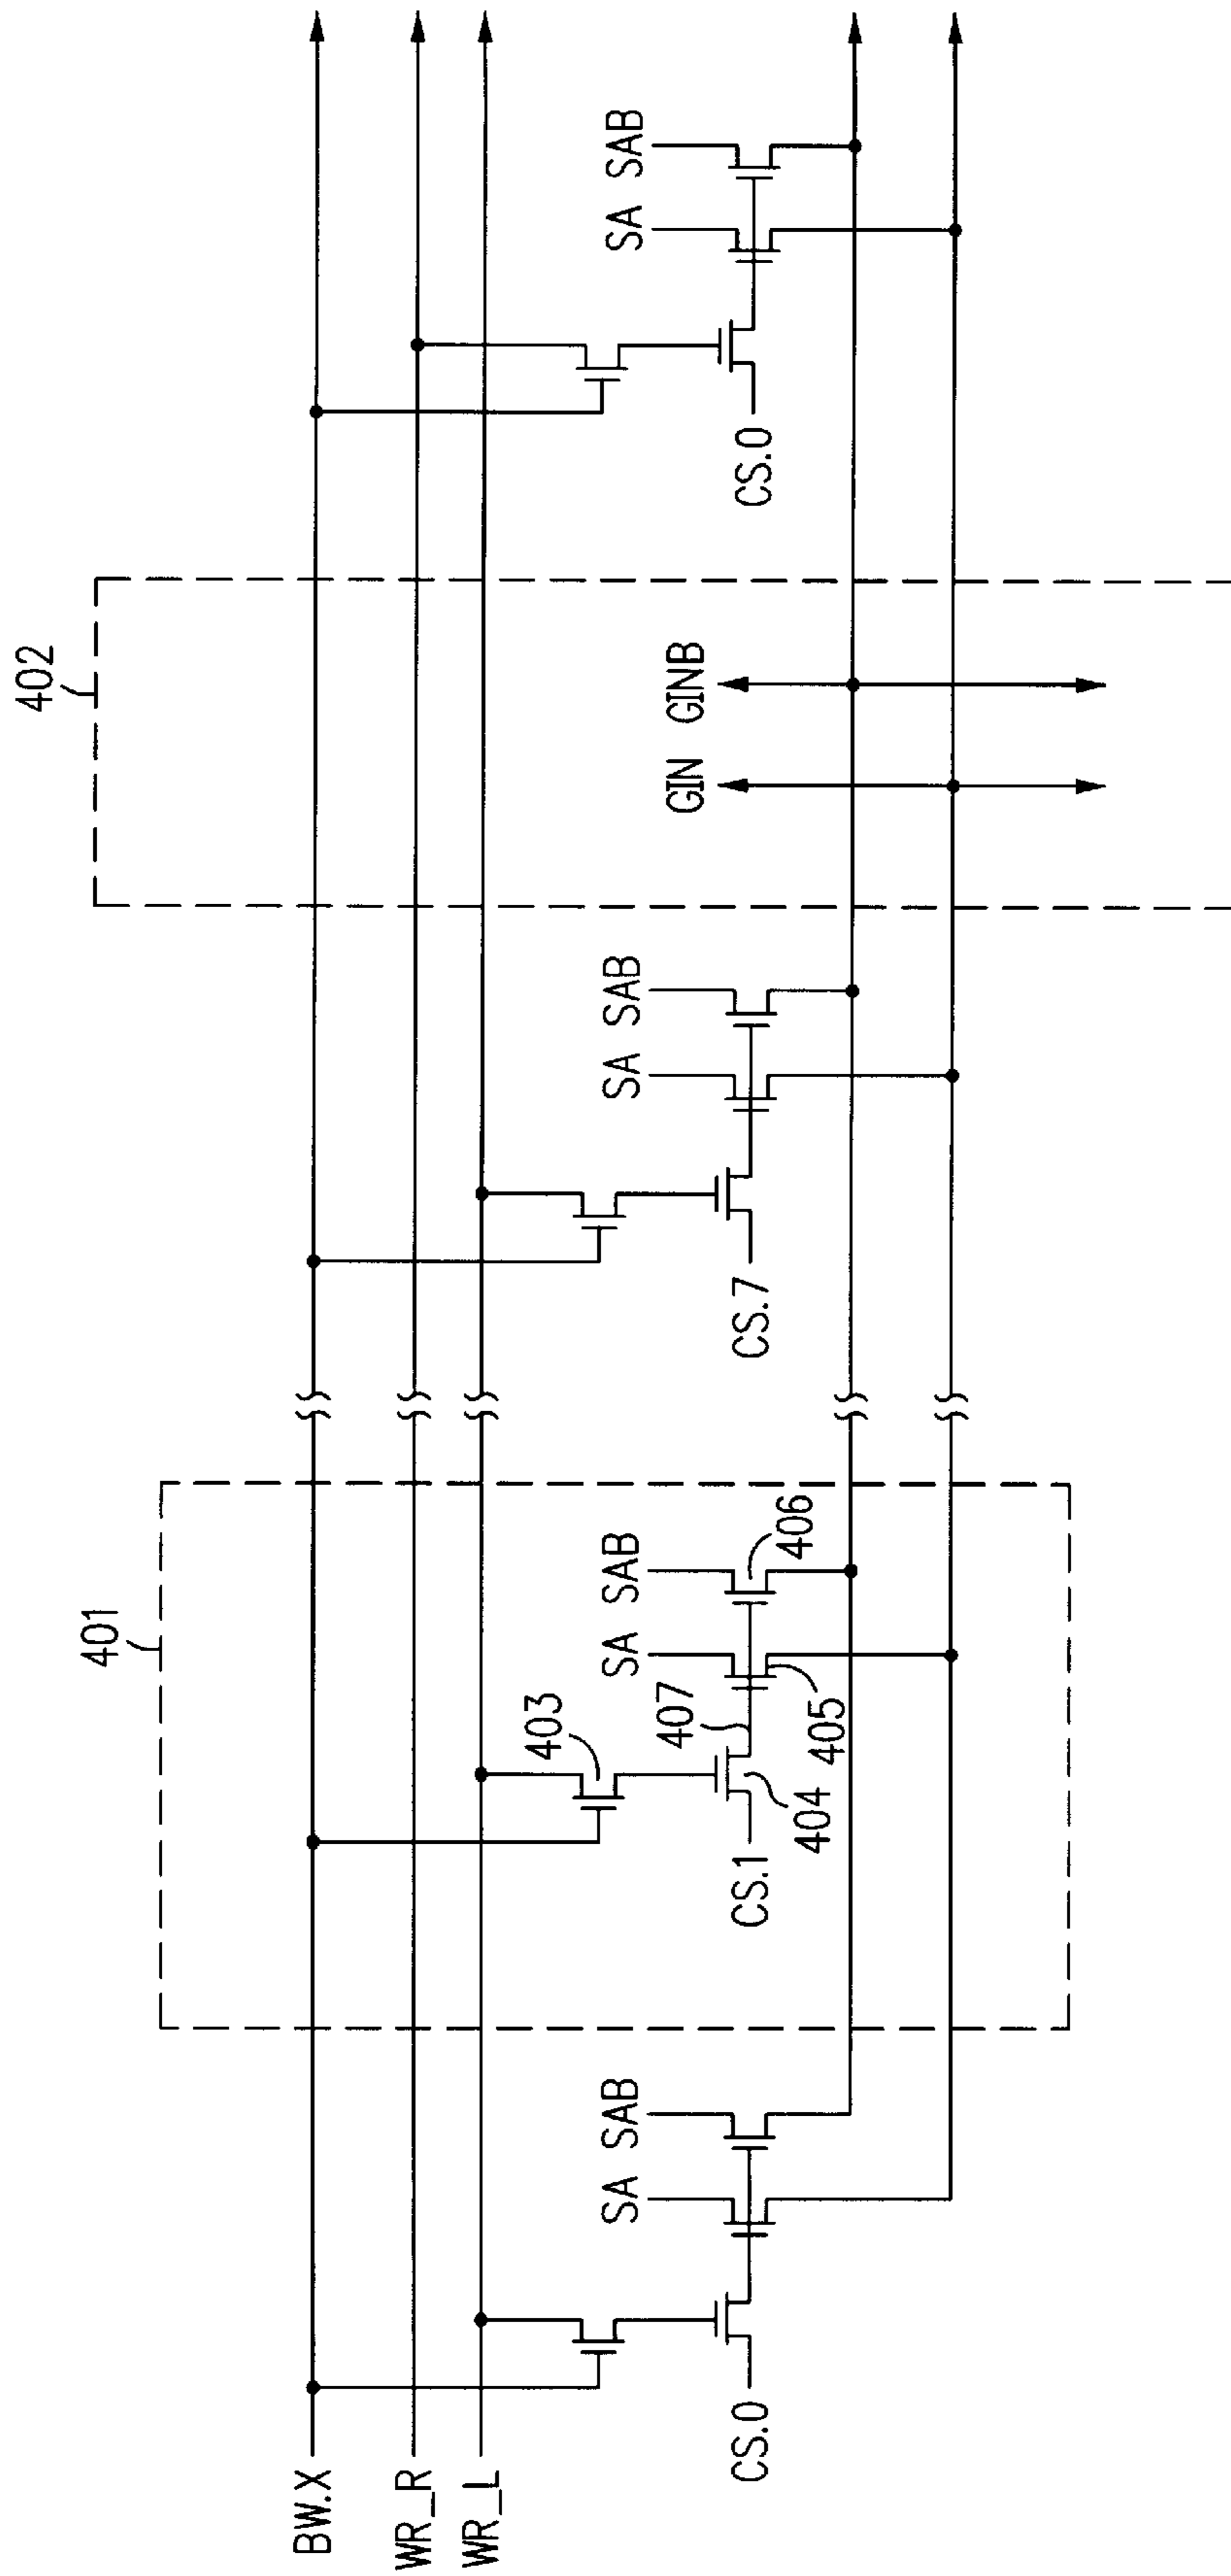 402
401
BW.X
WR_R
WR_L
SA SAB
SA SAB
SA SAB
SA SAB
403
407
406
405
404
GIN GINB
CS.0
CS.1
CS.7
CS.0